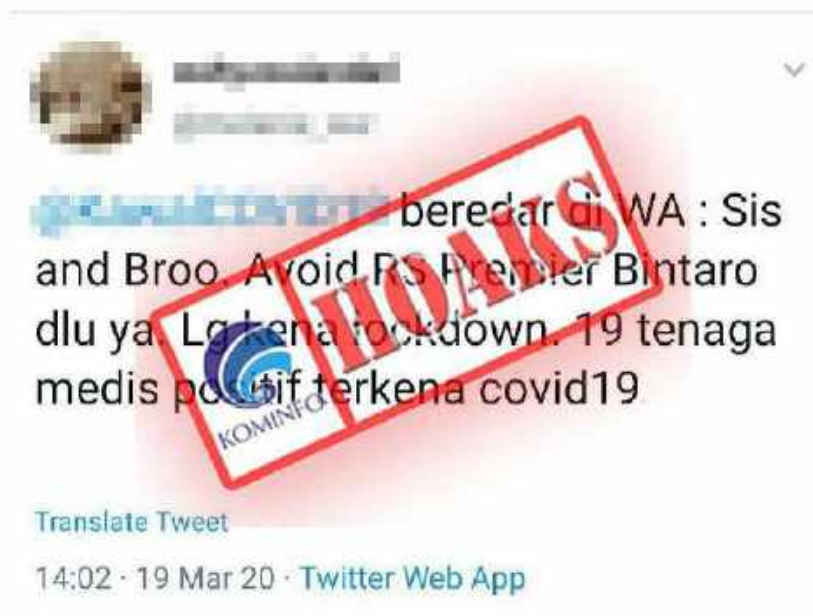 beredar di WA : Sis
and Broo. Avoid RS Premier Bintaro
dlu ya. Lg kena lockdown. 19 tenaga
medis positif terkena covid19
HOAKS
KOMINFO
Translate Tweet
14:02 · 19 Mar 20 · Twitter Web App